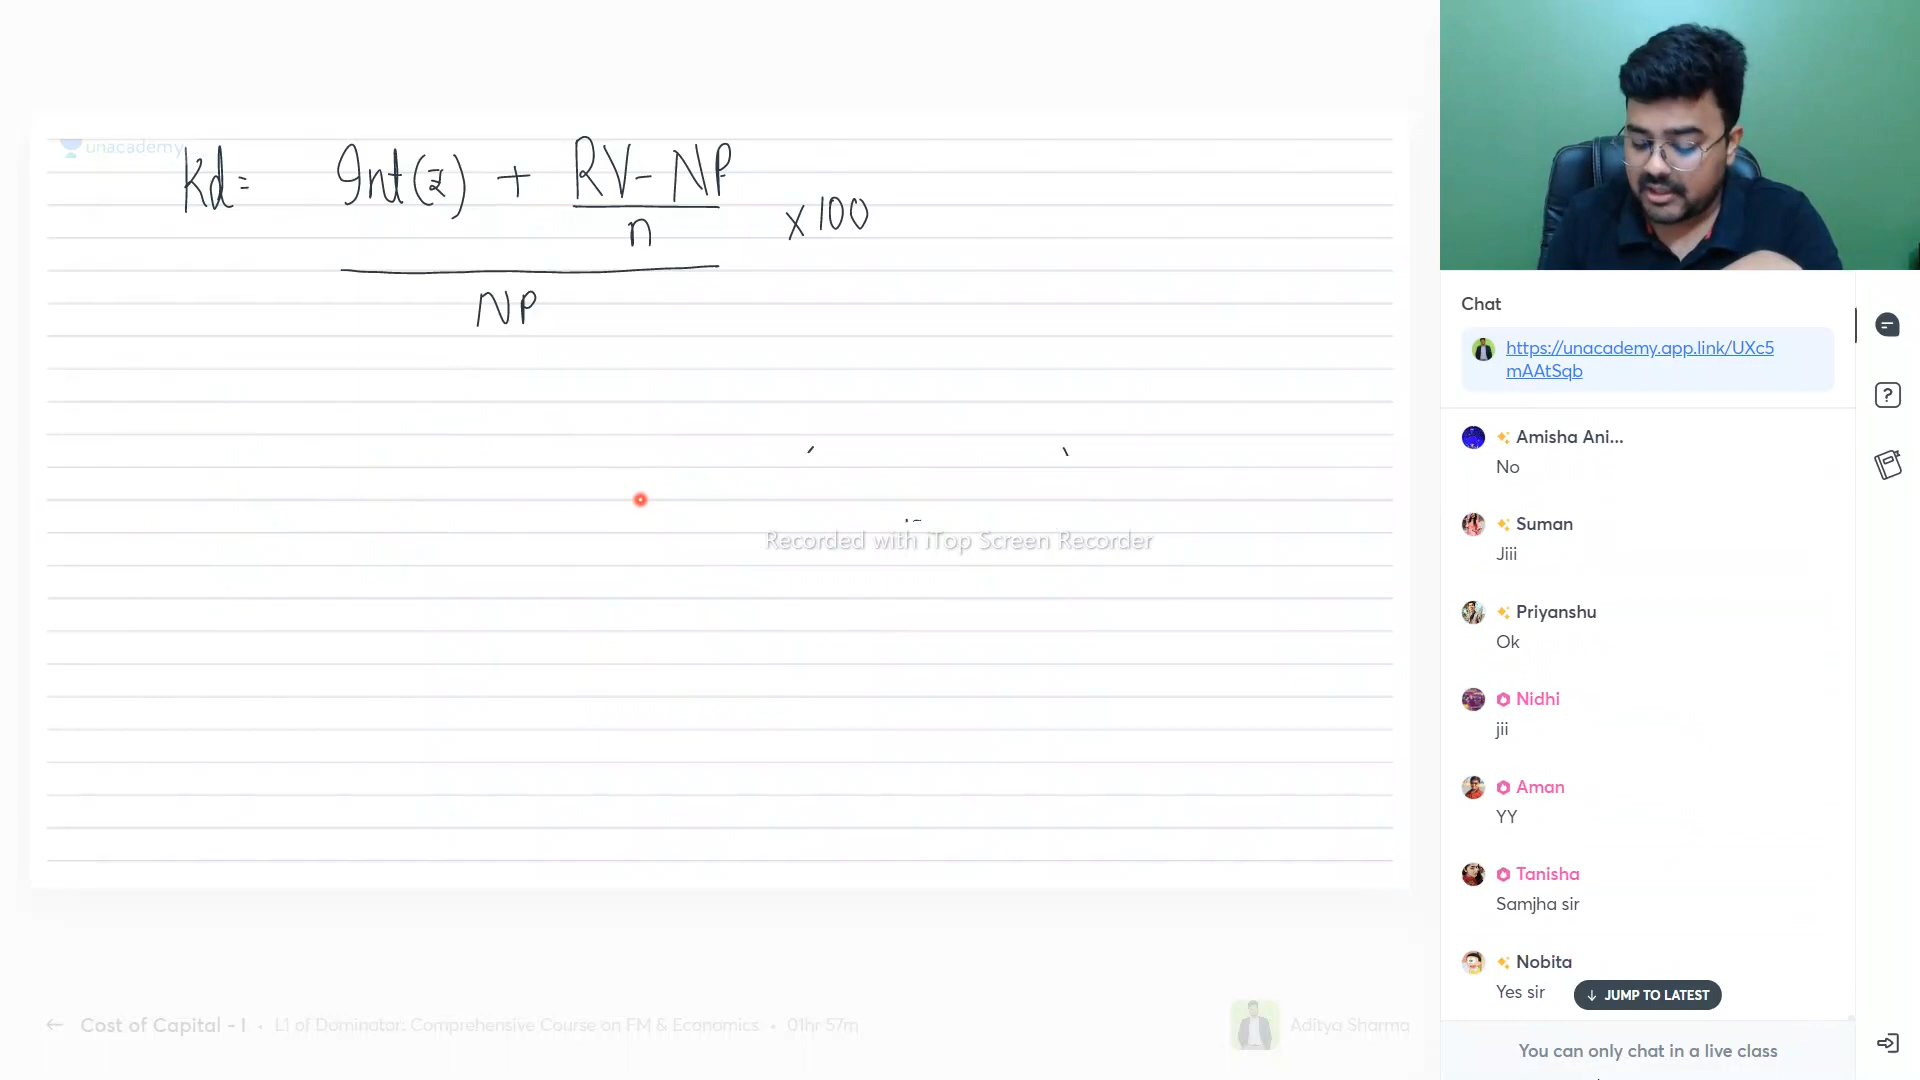 unacademy
Kd = Int(₹) + RV - NP
n
x 100
NP
Recorded with iTop Screen Recorder
Cost of Capital - I • L1 of Dominator: Comprehensive Course on FM & Economics • 01hr 57m
Aditya Sharma
Chat
https://unacademy.app.link/UXc5
mAAtSqb
Amisha Ani...
No
Suman
Jiii
Priyanshu
Ok
Nidhi
jii
Aman
YY
Tanisha
Samjha sir
Nobita
Yes sir
JUMP TO LATEST
You can only chat in a live class